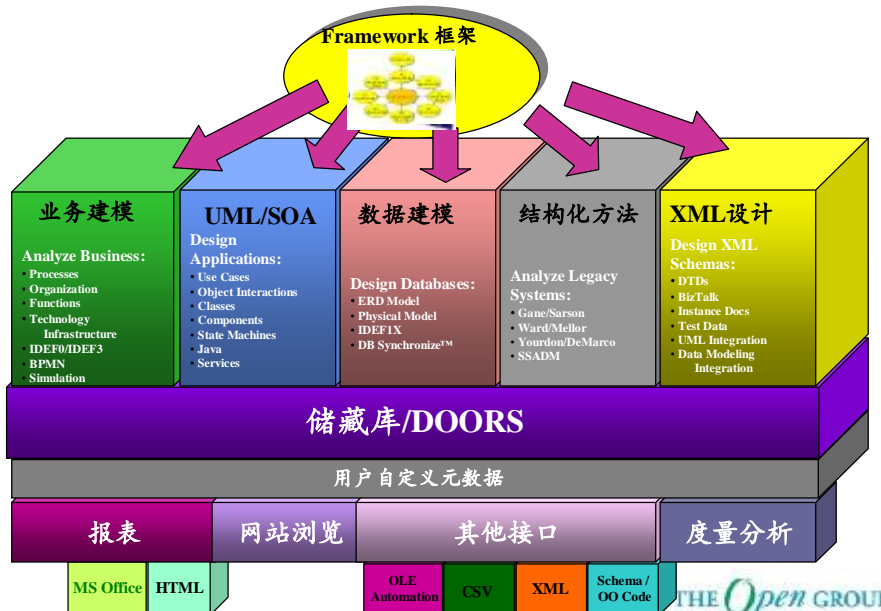 Framework 框架
业务建模
Analyze Business:
• Processes
• Organization
• Functions
• Technology
Infrastructure
• IDEF0/IDEF3
• BPMN
• Simulation
UML/SOA
Design
Applications:
• Use Cases
• Object Interactions
• Classes
• Components
• State Machines
• Java
• Services
数据建模
Design Databases:
• ERD Model
• Physical Model
• IDEF1X
• DB Synchronize™
结构化方法
Analyze Legacy
Systems:
• Gane/Sarson
• Ward/Mellor
• Yourdon/DeMarco
• SSADM
XML设计
Design XML
Schemas:
• DTDs
• BizTalk
• Instance Docs
• Test Data
• UML Integration
• Data Modeling
Integration
储藏库/DOORS
用户自定义元数据
报表
网站浏览
其他接口
度量分析
MS Office
HTML
OLE
Automation
CSV
XML
Schema /
OO Code
THE Open GROUP